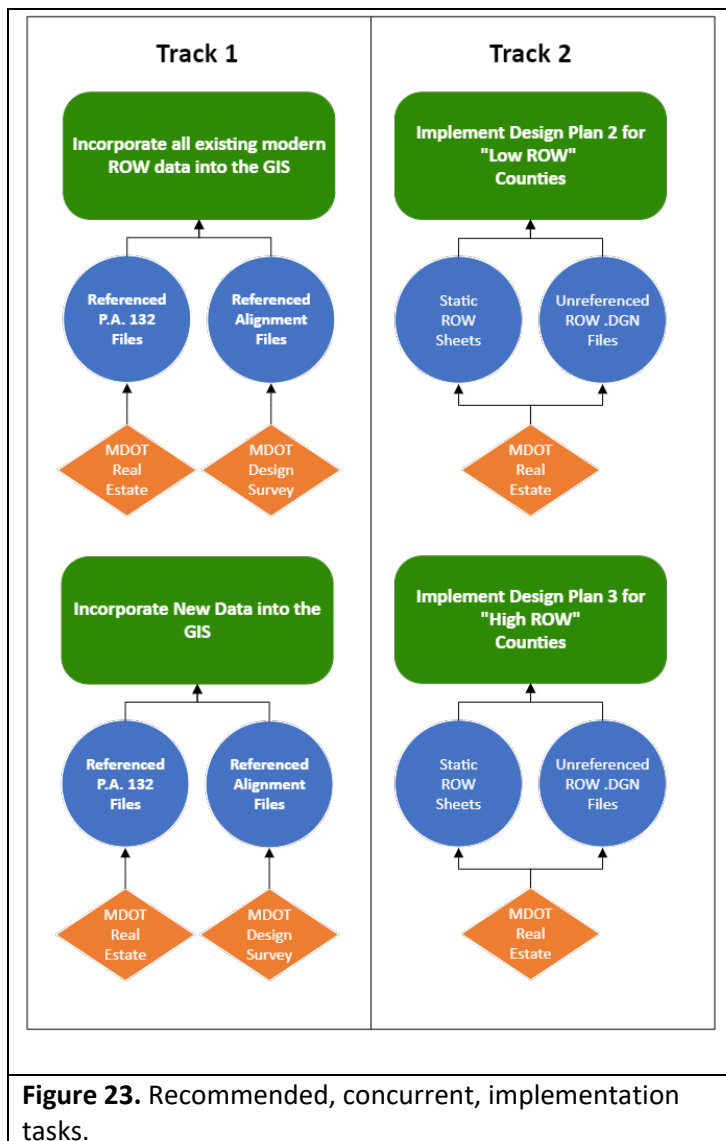 Track 1
Incorporate all existing modern
ROW data into the GIS
Referenced
P.A. 132
Files
Referenced
Alignment
Files
MDOT
Real
Estate
MDOT
Design
Survey
Incorporate New Data into the
GIS
Referenced
P.A. 132
Files
Referenced
Alignment
Files
MDOT
Real
Estate
MDOT
Design
Survey
Track 2
Implement Design Plan 2 for
"Low ROW"
Counties
Static
ROW
Sheets
Unreferenced
ROW .DGN
Files
MDOT
Real
Estate
Implement Design Plan 3 for
"High ROW"
Counties
Static
ROW
Sheets
Unreferenced
ROW .DGN
Files
MDOT
Real
Estate
Figure 23. Recommended, concurrent, implementation
tasks.